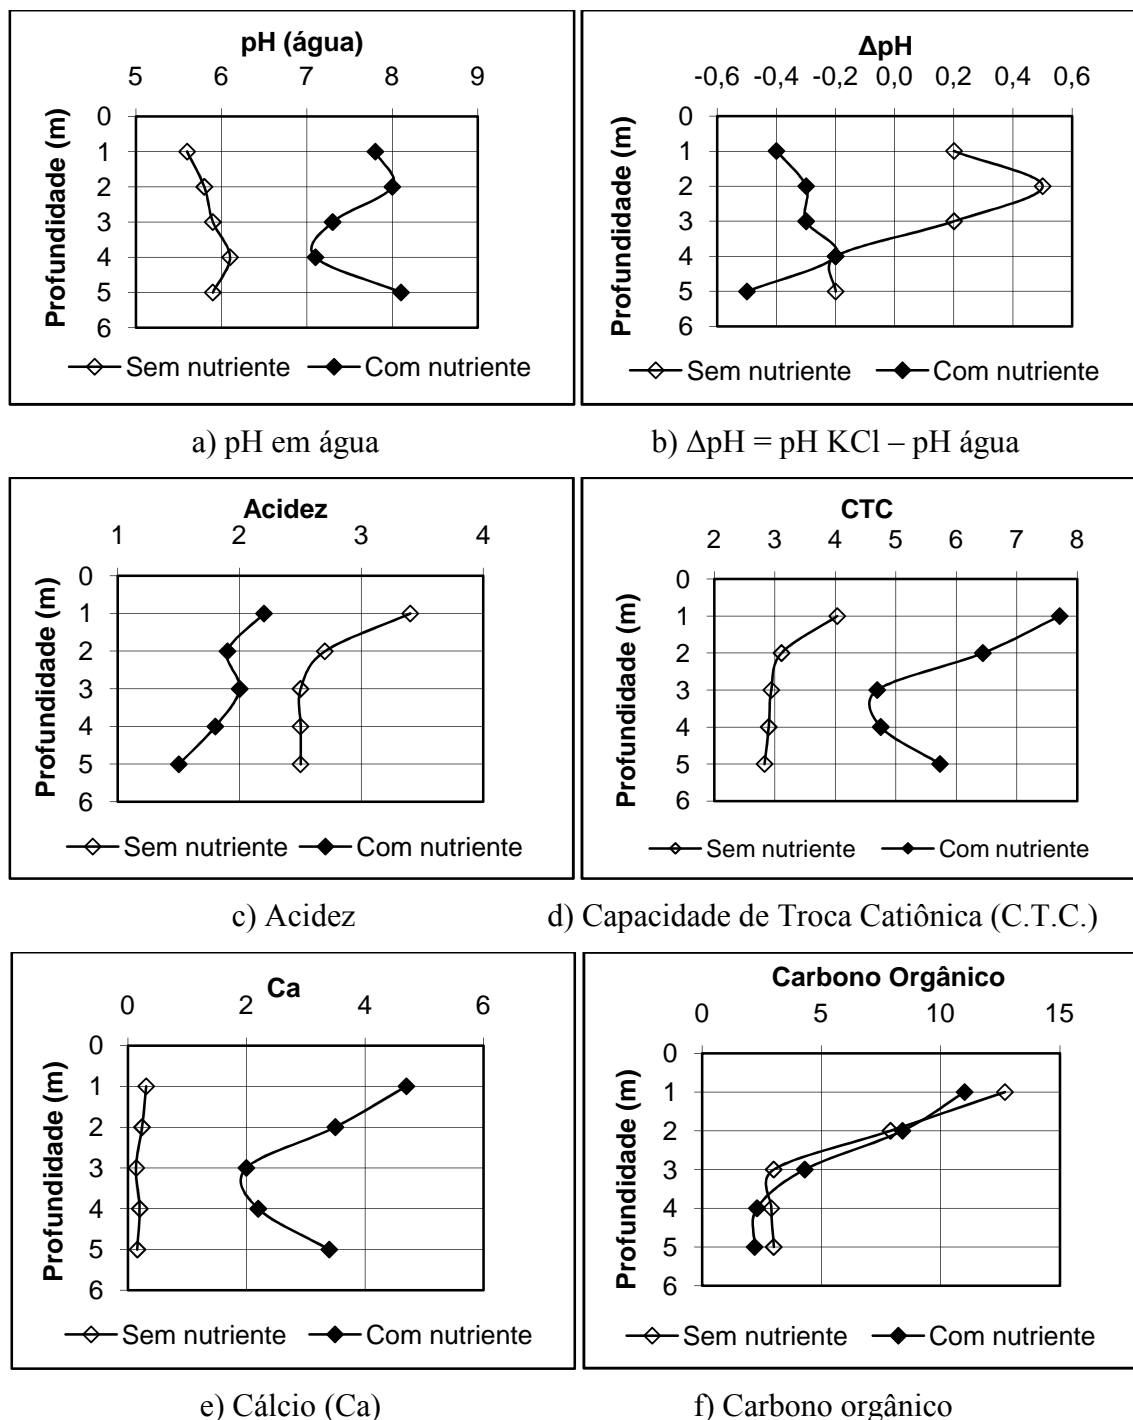 pH (água)
5 6 7 8 9
Profundidade (m)
0
1
2
3
4
5
6
Sem nutriente Com nutriente
a) pH em água
ΔpH
-0,6 -0,4 -0,2 0,0 0,2 0,4 0,6
Profundidade (m)
0
1
2
3
4
5
6
Sem nutriente Com nutriente
b) ΔpH = pH KCl – pH água
Acidez
1 2 3 4
Profundidade (m)
0
1
2
3
4
5
6
Sem nutriente Com nutriente
c) Acidez
CTC
2 3 4 5 6 7 8
Profundidade (m)
0
1
2
3
4
5
6
Sem nutriente Com nutriente
d) Capacidade de Troca Catiônica (C.T.C.)
Ca
0 2 4 6
Profundidade (m)
0
1
2
3
4
5
6
Sem nutriente Com nutriente
e) Cálcio (Ca)
Carbono Orgânico
0 5 10 15
Profundidade (m)
0
1
2
3
4
5
6
Sem nutriente Com nutriente
f) Carbono orgânico